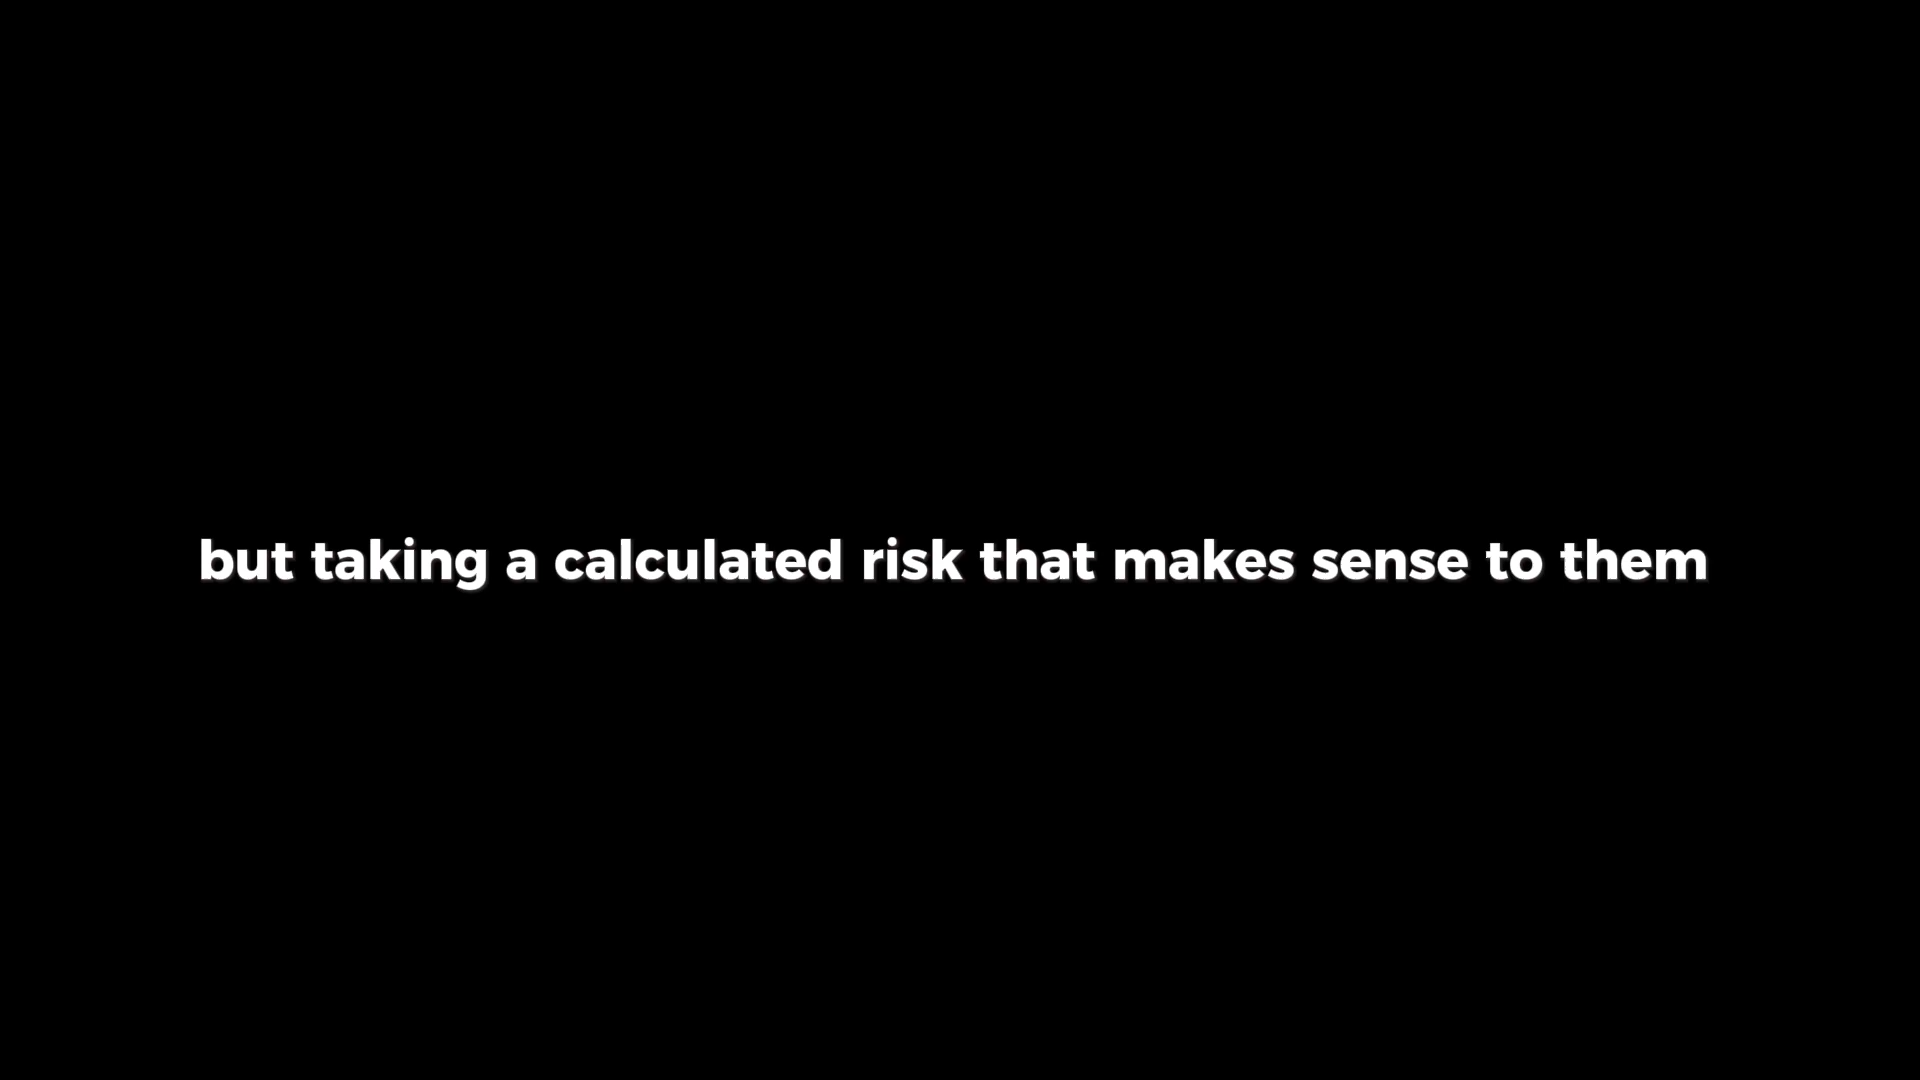 but taking a calculated risk that makes sense to them